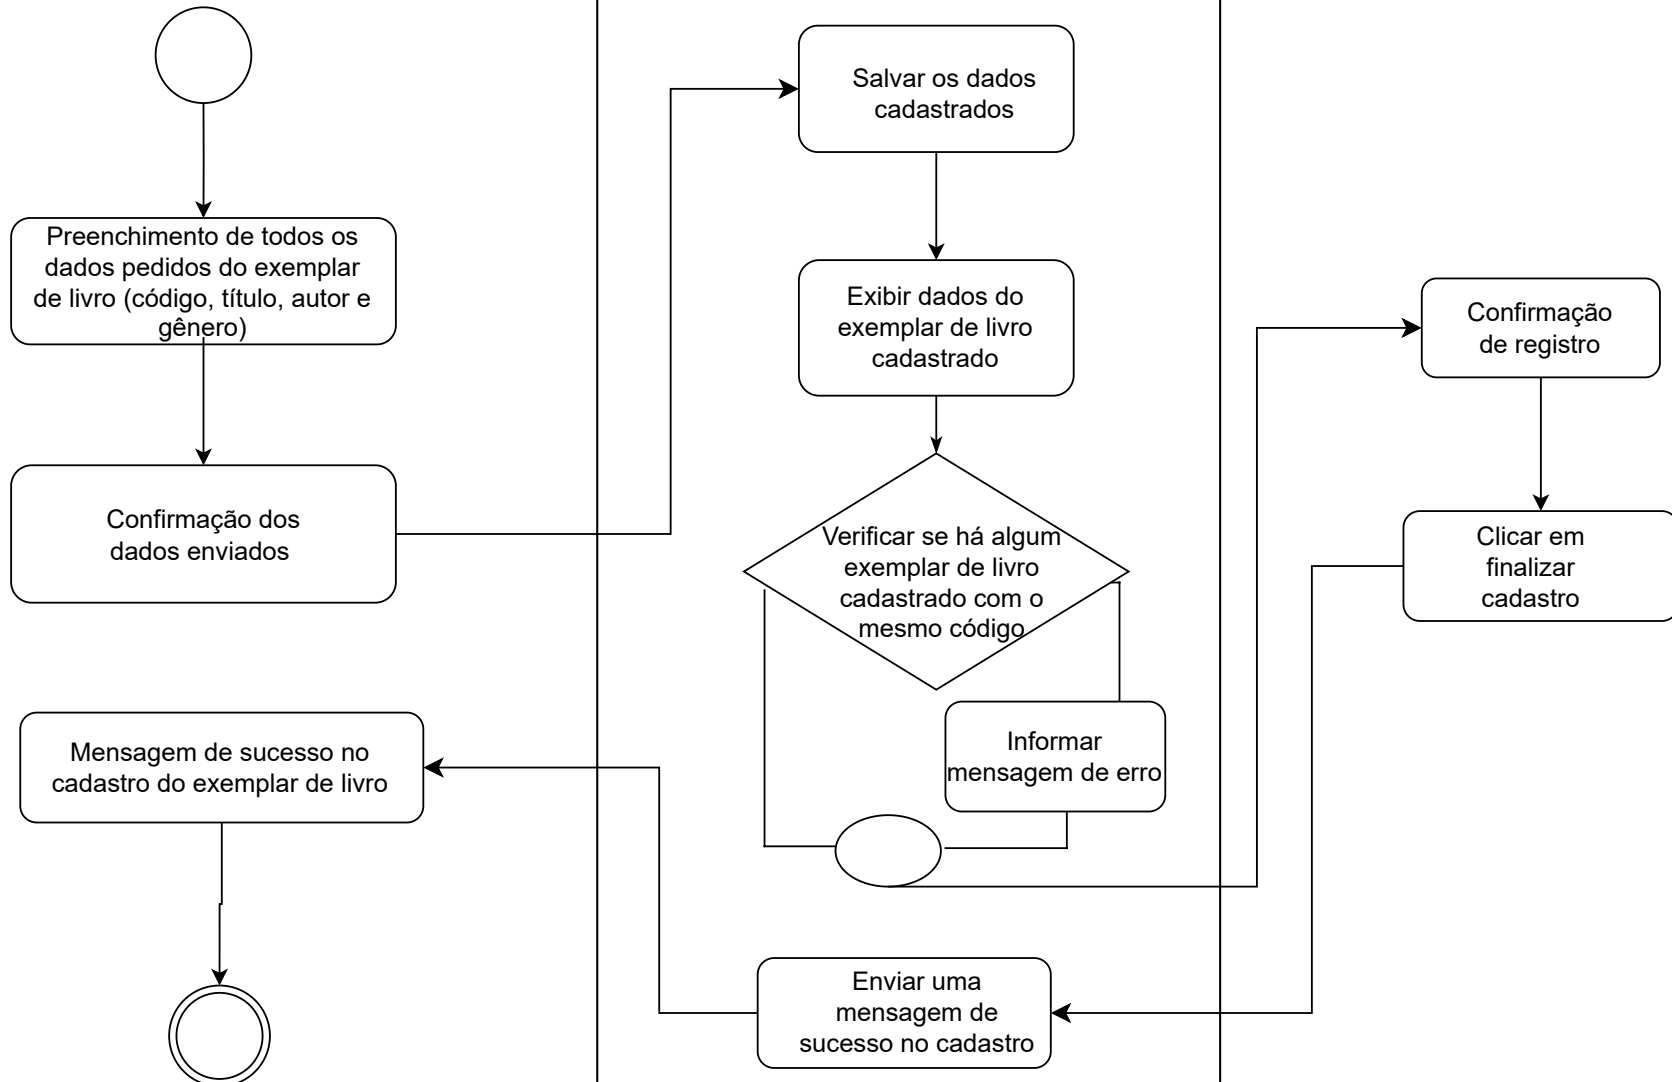 Preenchimento de todos os
dados pedidos do exemplar
de livro (código, título, autor e
gênero)
Confirmação dos
dados enviados
Mensagem de sucesso no
cadastro do exemplar de livro
Salvar os dados
cadastrados
Exibir dados do
exemplar de livro
cadastrado
Verificar se há algum
exemplar de livro
cadastrado com o
mesmo código
Informar
mensagem de erro
Enviar uma
mensagem de
sucesso no cadastro
Confirmação
de registro
Clicar em
finalizar
cadastro